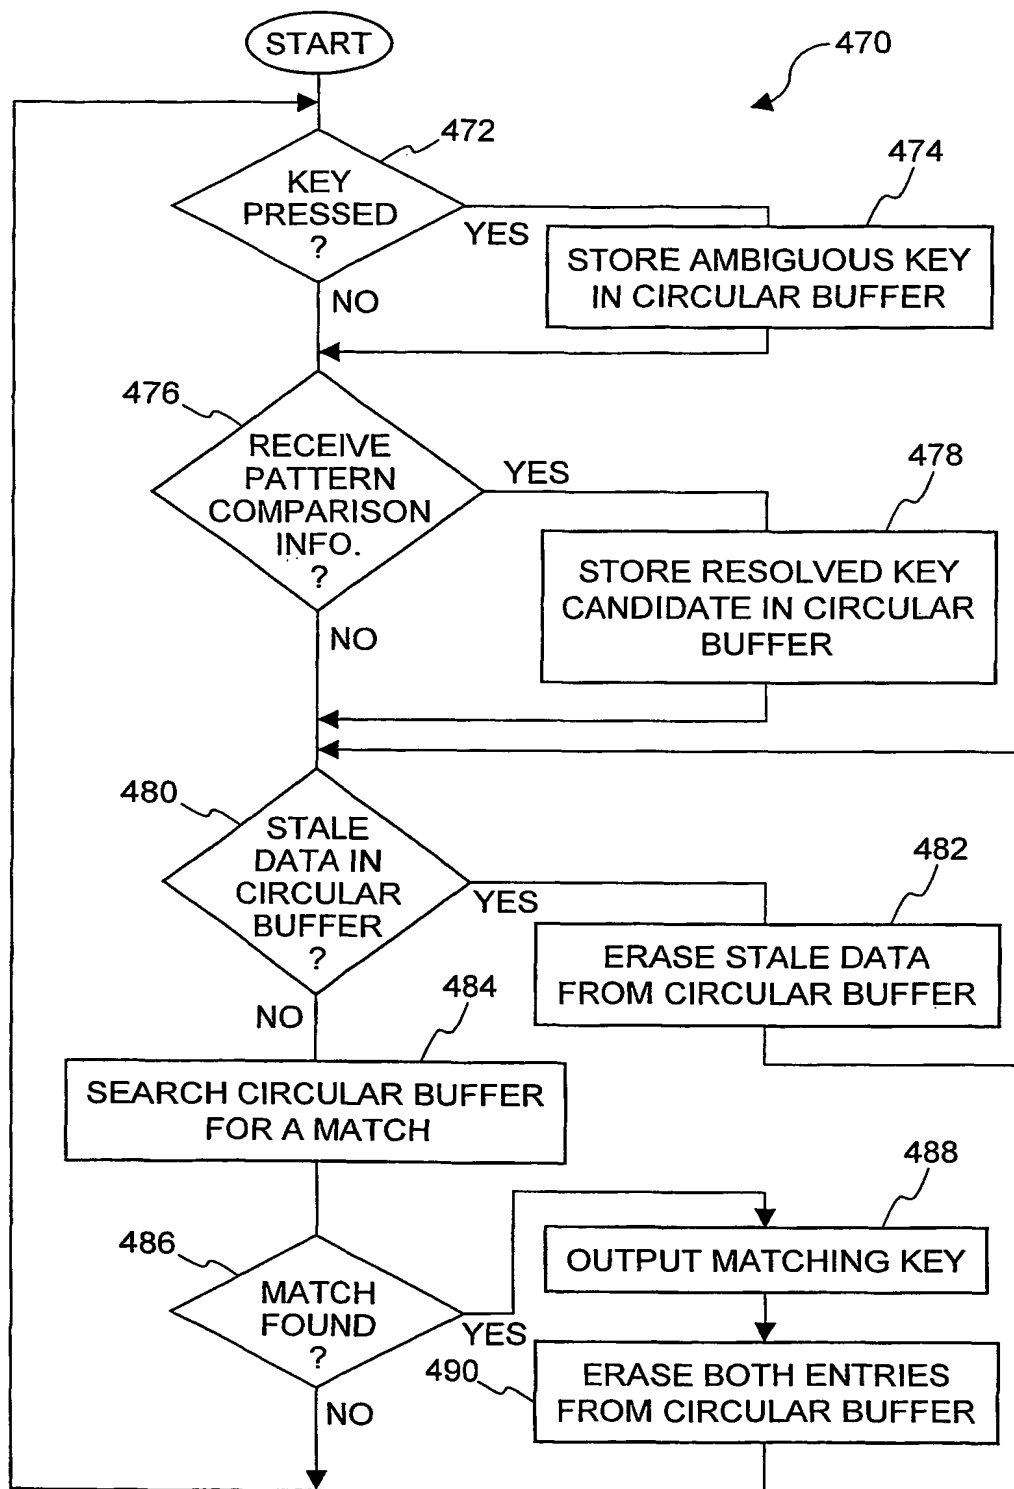 START
470
472
KEY
PRESSED
?
YES
NO
474
STORE AMBIGUOUS KEY
IN CIRCULAR BUFFER
476
RECEIVE
PATTERN
COMPARISON
INFO.
?
YES
NO
478
STORE RESOLVED KEY
CANDIDATE IN CIRCULAR
BUFFER
480
STALE
DATA IN
CIRCULAR
BUFFER
?
YES
NO
482
ERASE STALE DATA
FROM CIRCULAR BUFFER
484
SEARCH CIRCULAR BUFFER
FOR A MATCH
486
MATCH
FOUND
?
YES
NO
488
OUTPUT MATCHING KEY
490
ERASE BOTH ENTRIES
FROM CIRCULAR BUFFER